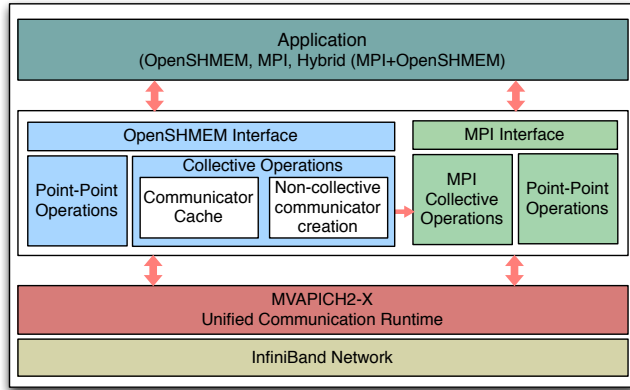 Application
(OpenSHMEM, MPI, Hybrid (MPI+OpenSHMEM)
OpenSHMEM Interface
MPI Interface
Point-Point
Operations
Collective Operations
Communicator
Cache
Non-collective
communicator
creation
MPI
Collective
Operations
Point-Point
Operations
MVAPICH2-X
Unified Communication Runtime
InfiniBand Network